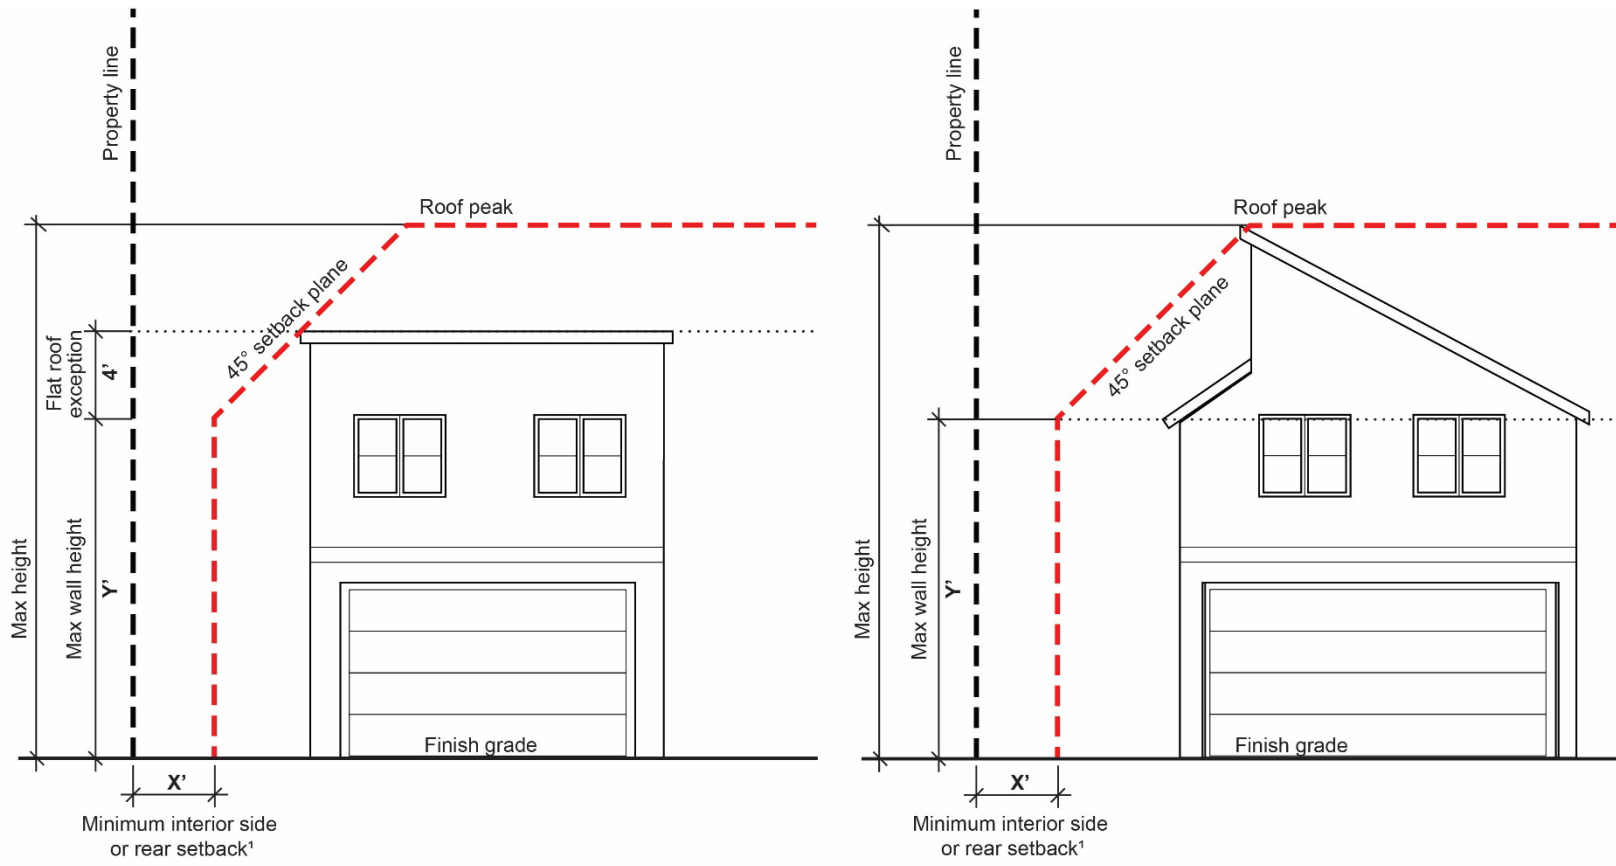 Property line
Roof peak
45° setback plane
Flat roof
exception
4'
Max height
Max wall height
Y'
Finish grade
X'
Minimum interior side
or rear setback¹
Property line
Roof peak
45° setback plane
Max height
Max wall height
Y'
Finish grade
X'
Minimum interior side
or rear setback¹